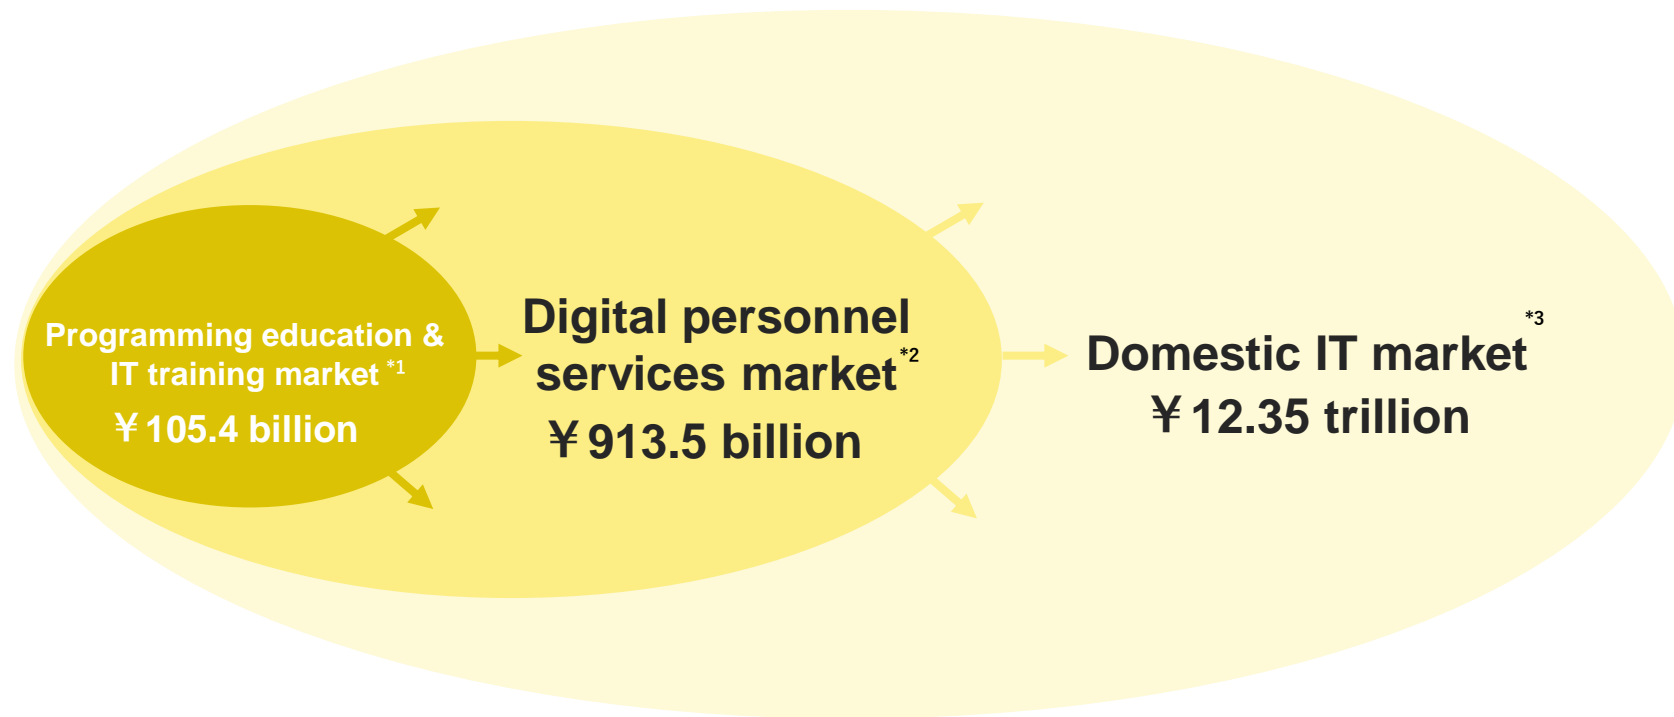 Programming education &
IT training market *1
￥105.4 billion
Digital personnel
services market *2
￥913.5 billion
Domestic IT market *3
￥12.35 trillion